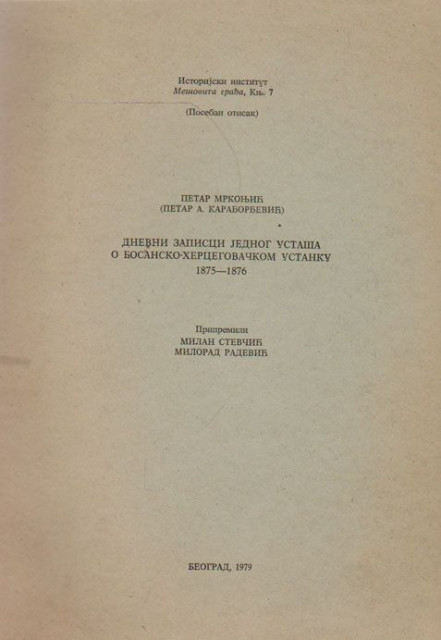 Историјски институт
Мешовита грађа, Књ. 7
(Посебан отисак)
ПЕТАР МРКОЊИЋ
(ПЕТАР А. КАРАЂОРЂЕВИЋ)
ДНЕВНИ ЗАПИСЦИ ЈЕДНОГ УСТАША
О БОСАНСКО-ХЕРЦЕГОВАЧКОМ УСТАНКУ
1875—1876
Припремили
МИЛАН СТЕВЧИЋ
МИЛОРАД РАДЕВИЋ
БЕОГРАД, 1979